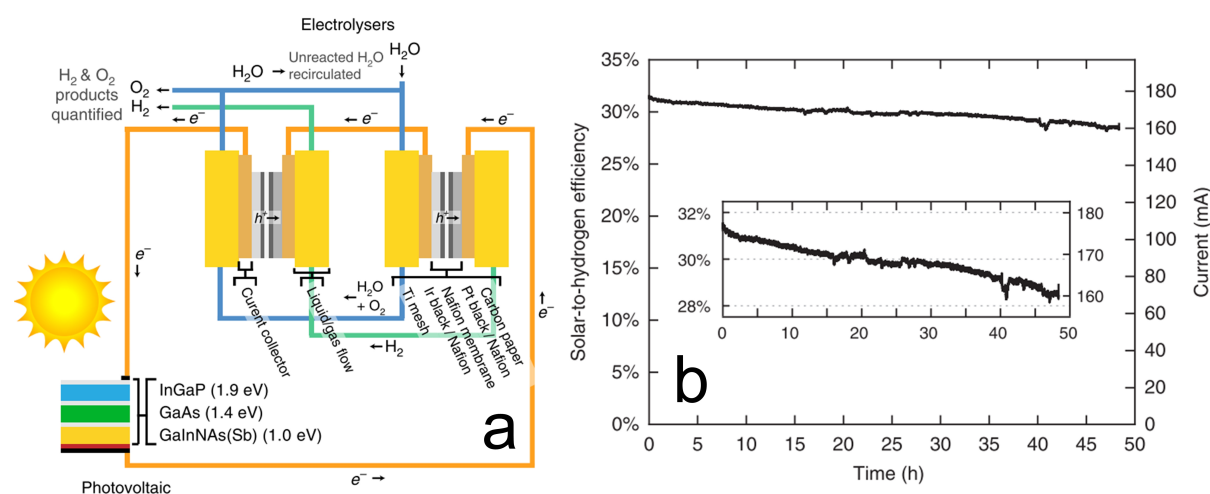 Electrolysers
H₂O
Unreacted H₂O
recirculated
H₂O →
H₂ & O₂
products
quantified
O₂ ←
H₂ ←
← e⁻
← e⁻
← e⁻
h⁺→
h⁺→
e⁻
↓
↑
e⁻
Curent collector
Liquid/gas flow
H₂O
← + O₂
Ti mesh
Ir black / Nafion
Nafion membrane
Pt black / Nafion
Carbon paper
←H₂
InGaP (1.9 eV)
GaAs (1.4 eV)
GaInNAs(Sb) (1.0 eV)
e⁻ →
Photovoltaic
a
Solar-to-hydrogen efficiency
35%
30%
25%
20%
15%
10%
5%
0%
0 5 10 15 20 25 30 35 40 45 50
Time (h)
180
160
140
120
100
80
60
40
20
0
Current (mA)
32%
30%
28%
0 10 20 30 40 50
180
170
160
b